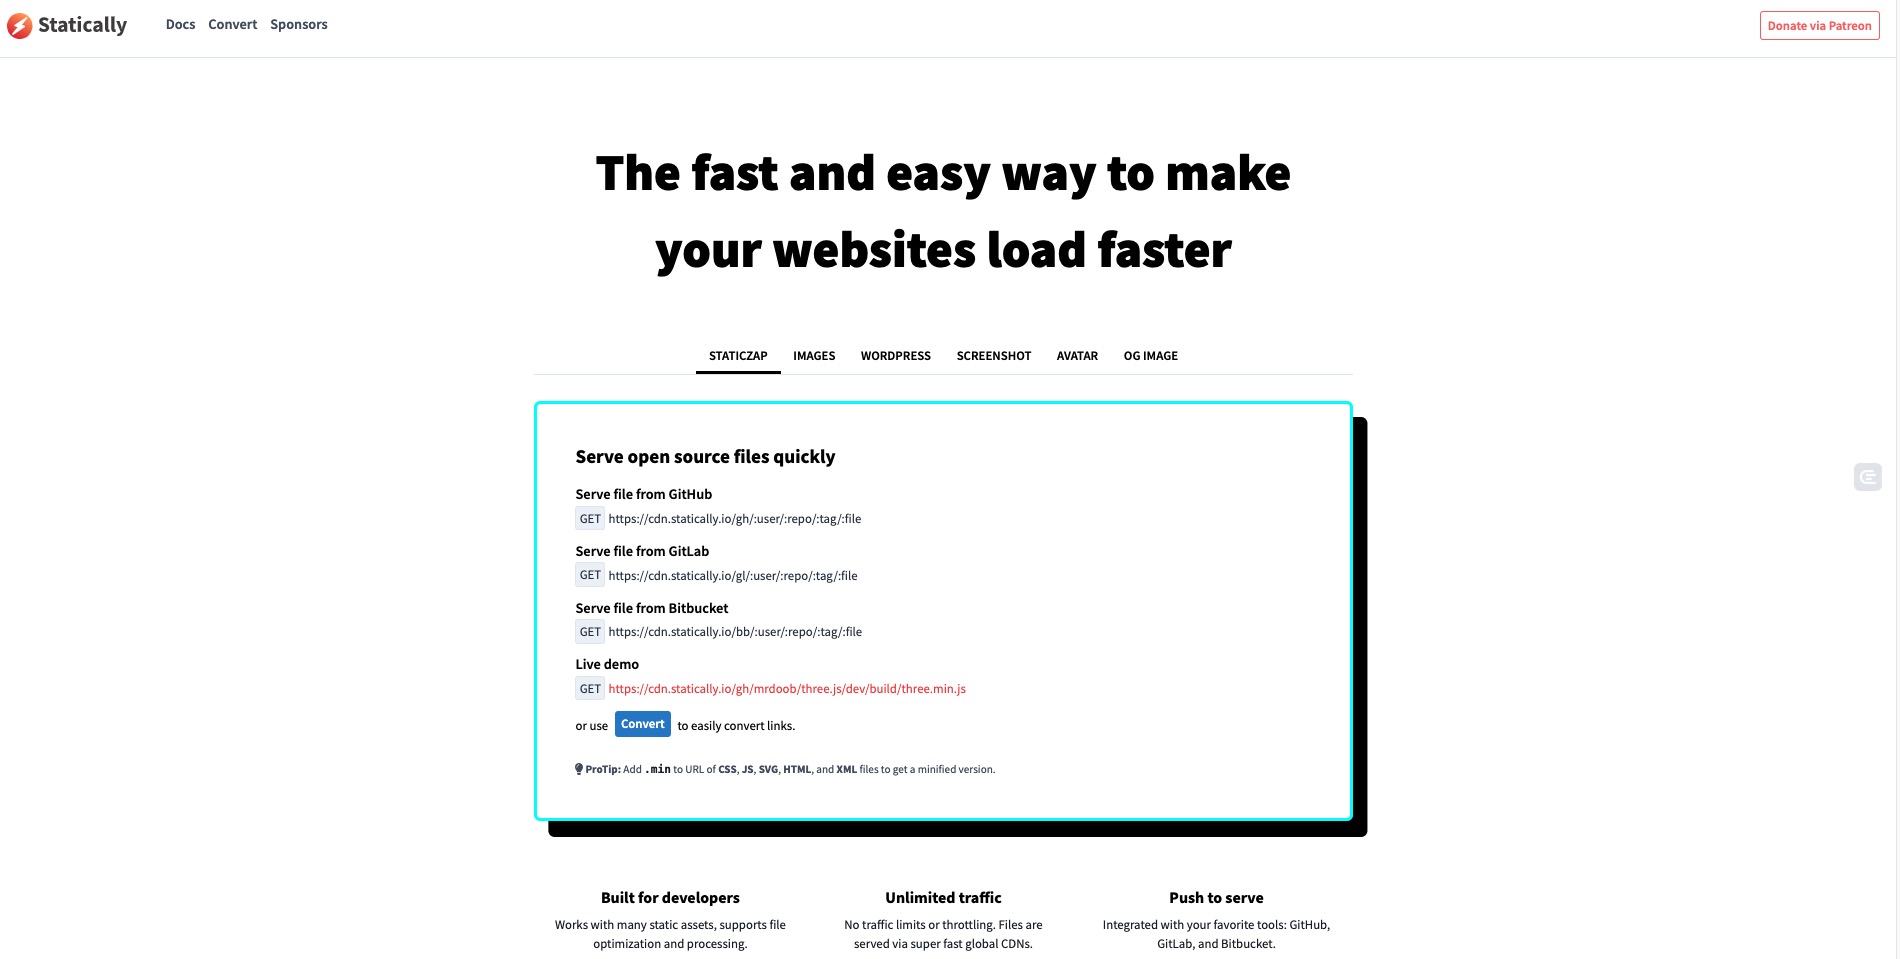 Statically
Docs Convert Sponsors
Donate via Patreon
The fast and easy way to make
your websites load faster
STATICZAP IMAGES WORDPRESS SCREENSHOT AVATAR OG IMAGE
Serve open source files quickly
Serve file from GitHub
GET https://cdn.statically.io/gh/:user/:repo/:tag/:file
Serve file from GitLab
GET https://cdn.statically.io/gl/:user/:repo/:tag/:file
Serve file from Bitbucket
GET https://cdn.statically.io/bb/:user/:repo/:tag/:file
Live demo
GET https://cdn.statically.io/gh/mrdoob/three.js/dev/build/three.min.js
or use Convert to easily convert links.
ProTip: Add .min to URL of CSS, JS, SVG, HTML, and XML files to get a minified version.
Built for developers
Works with many static assets, supports file
optimization and processing.
Unlimited traffic
No traffic limits or throttling. Files are
served via super fast global CDNs.
Push to serve
Integrated with your favorite tools: GitHub,
GitLab, and Bitbucket.